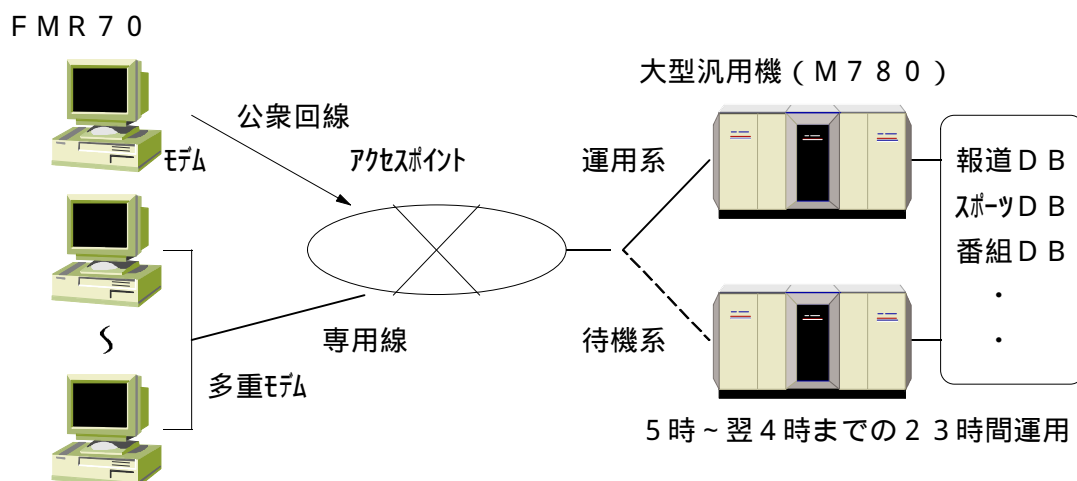 ＦＭＲ７０
大型汎用機（Ｍ７８０）
公衆回線
ﾓﾃﾞﾑ
ｱｸｾｽﾎﾟｲﾝﾄ
運用系
報道ＤＢ
ｽﾎﾟｰﾂＤＢ
番組ＤＢ
・
・
専用線
待機系
多重ﾓﾃﾞﾑ
５時～翌４時までの２３時間運用